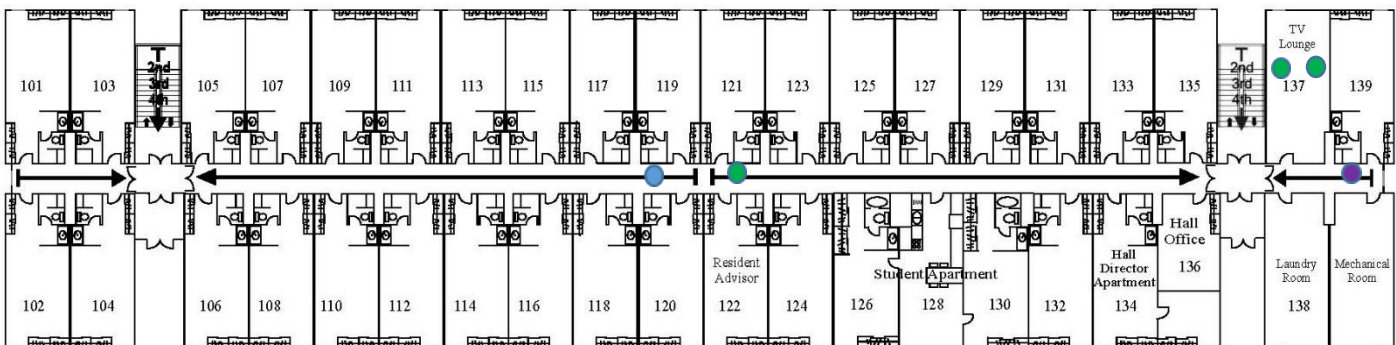 T
2nd
3rd
4th
T
2nd
3rd
4th
TV
Lounge
101
103
105
107
109
111
113
115
117
119
121
123
125
127
129
131
133
135
137
139
Hall
Office
136
Resident
Advisor
Student Apartment
Hall
Director
Apartment
Laundry
Room
Mechanical
Room
102
104
106
108
110
112
114
116
118
120
122
124
126
128
130
132
134
138